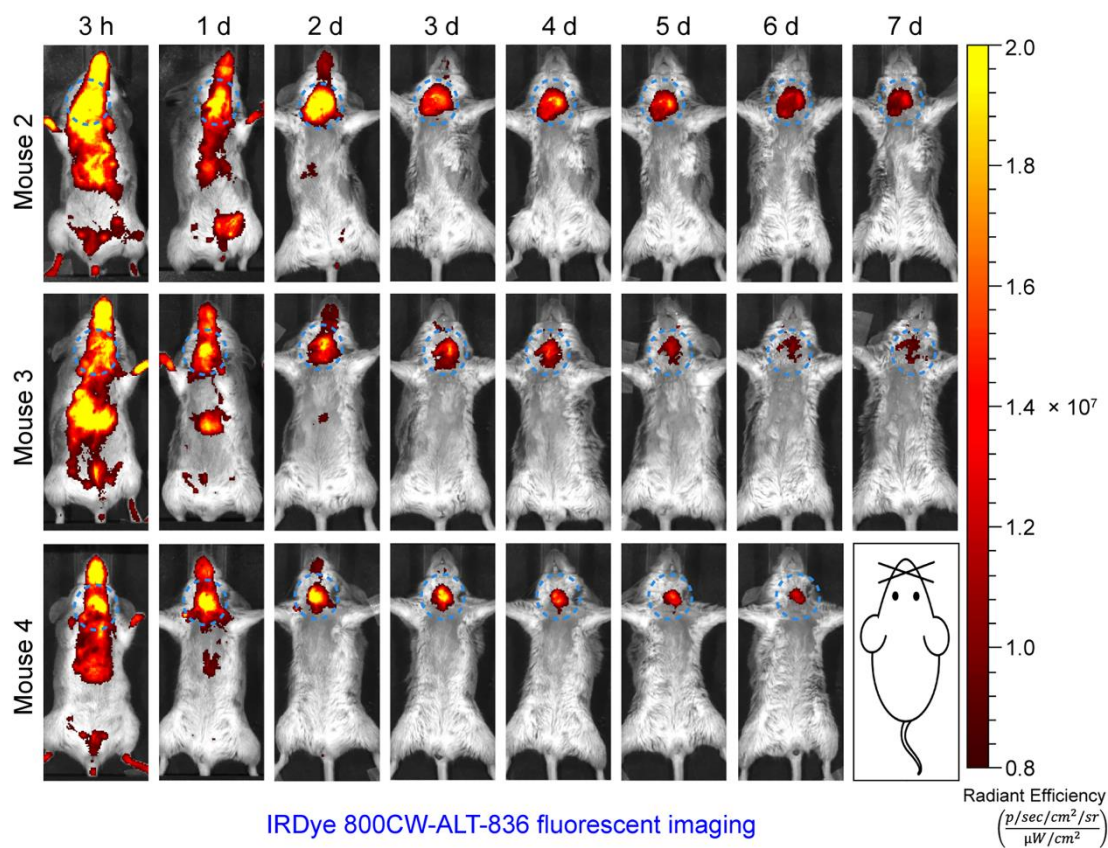 3 h 1 d 2 d 3 d 4 d 5 d 6 d 7 d
Mouse 2
Mouse 3
Mouse 4
2.0
1.8
1.6
1.4 × 10⁷
1.2
1.0
0.8
Radiant Efficiency
(p/sec/cm²/sr
μW/cm²)
IRDye 800CW-ALT-836 fluorescent imaging